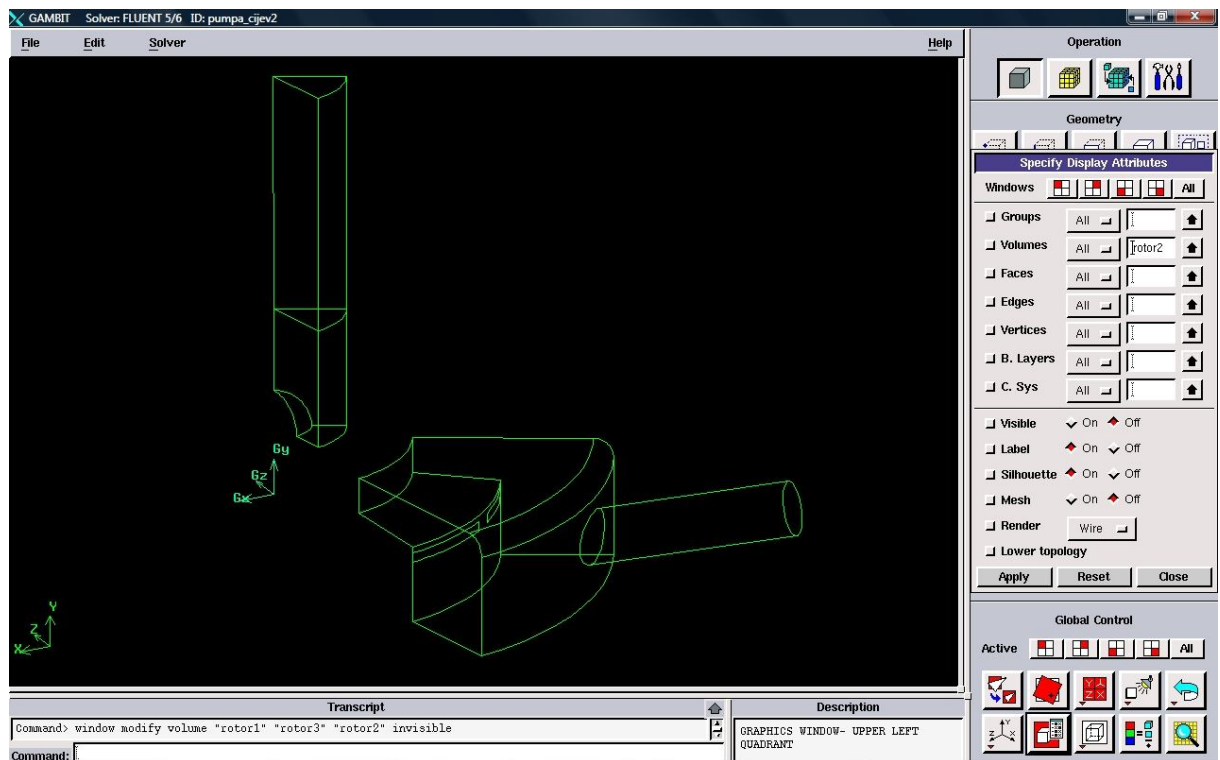 GAMBIT Solver: FLUENT 5/6 ID: pumpa_cijev2
File Edit Solver Help
Operation
Geometry
Specify Display Attributes
Windows All
Groups All
Volumes All rotor2
Faces All
Edges All
Vertices All
B. Layers All
C. Sys All
Visible On Off
Label On Off
Silhouette On Off
Mesh On Off
Render Wire
Lower topology
Apply Reset Close
Gy
Gz
Gx
Y
Z
X
Global Control
Active All
Transcript
Command> window modify volume "rotor1" "rotor3" "rotor2" invisible
Command:
Description
GRAPHICS WINDOW- UPPER LEFT
QUADRANT